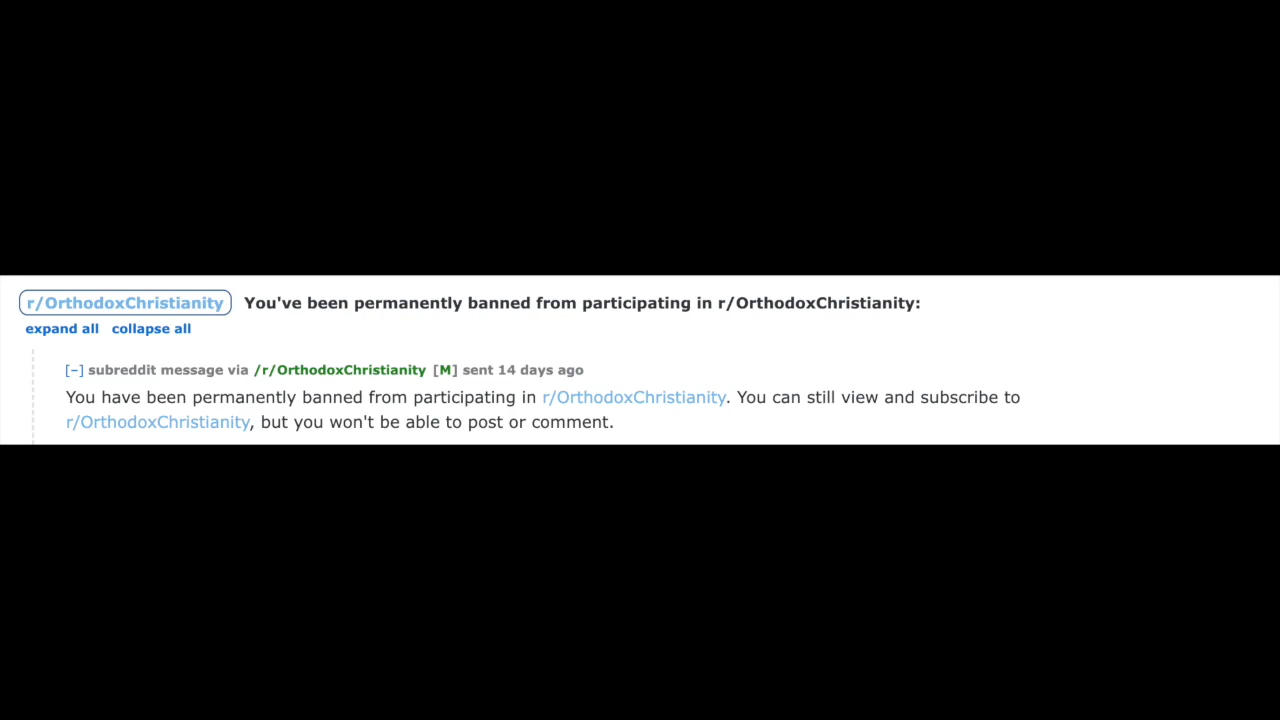 r/OrthodoxChristianity You've been permanently banned from participating in r/OrthodoxChristianity:
expand all collapse all
[–] subreddit message via /r/OrthodoxChristianity [M] sent 14 days ago
You have been permanently banned from participating in r/OrthodoxChristianity. You can still view and subscribe to
r/OrthodoxChristianity, but you won't be able to post or comment.